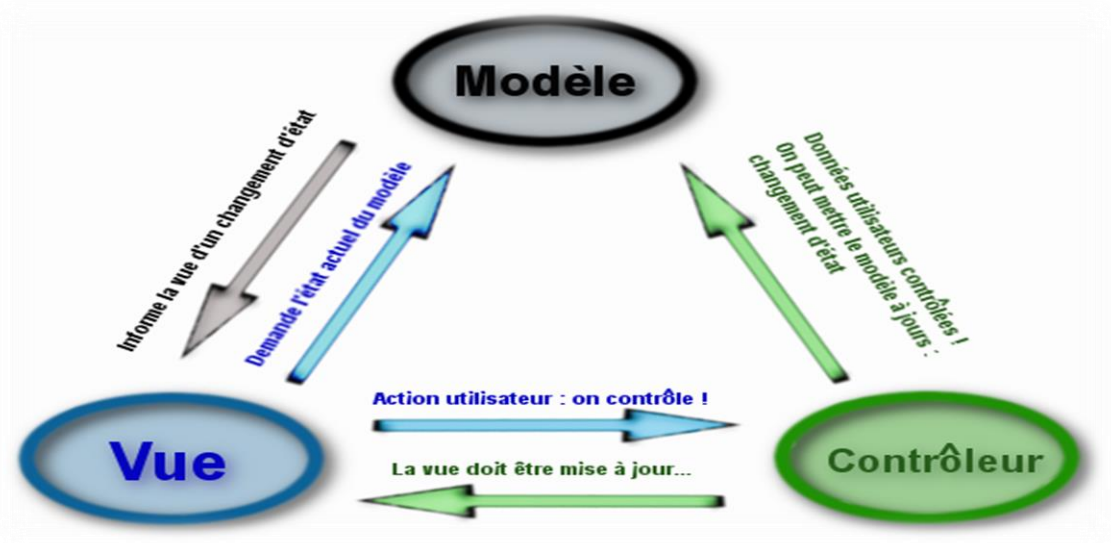 Modèle
Informe la vue d'un changement d'état
Demande l'état actuel du modèle
Données utilisateurs contrôlées !
On peut mettre le modèle à jours :
changement d'état
Action utilisateur : on contrôle !
La vue doit être mise à jour...
Vue
Contrôleur